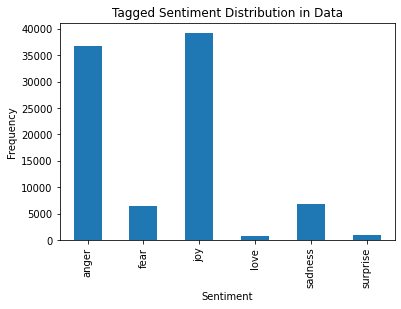 Tagged Sentiment Distribution in Data
40000
35000
30000
25000
20000
15000
10000
5000
0
Frequency
anger
fear
joy
love
sadness
surprise
Sentiment